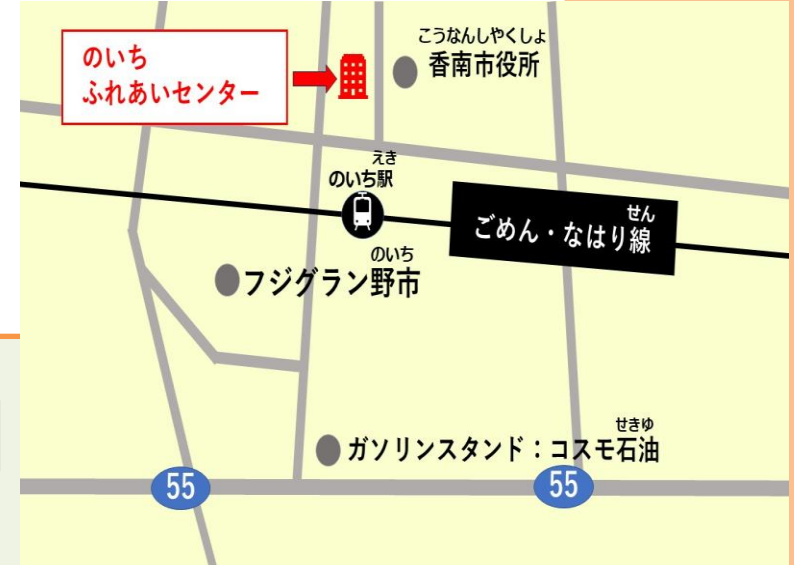 のいち
ふれあいセンター
こうなんしやくしょ
香南市役所
えき
のいち駅
せん
ごめん・なはり線
のいち
フジグラン野市
せきゆ
ガソリンスタンド：コスモ石油
55
55